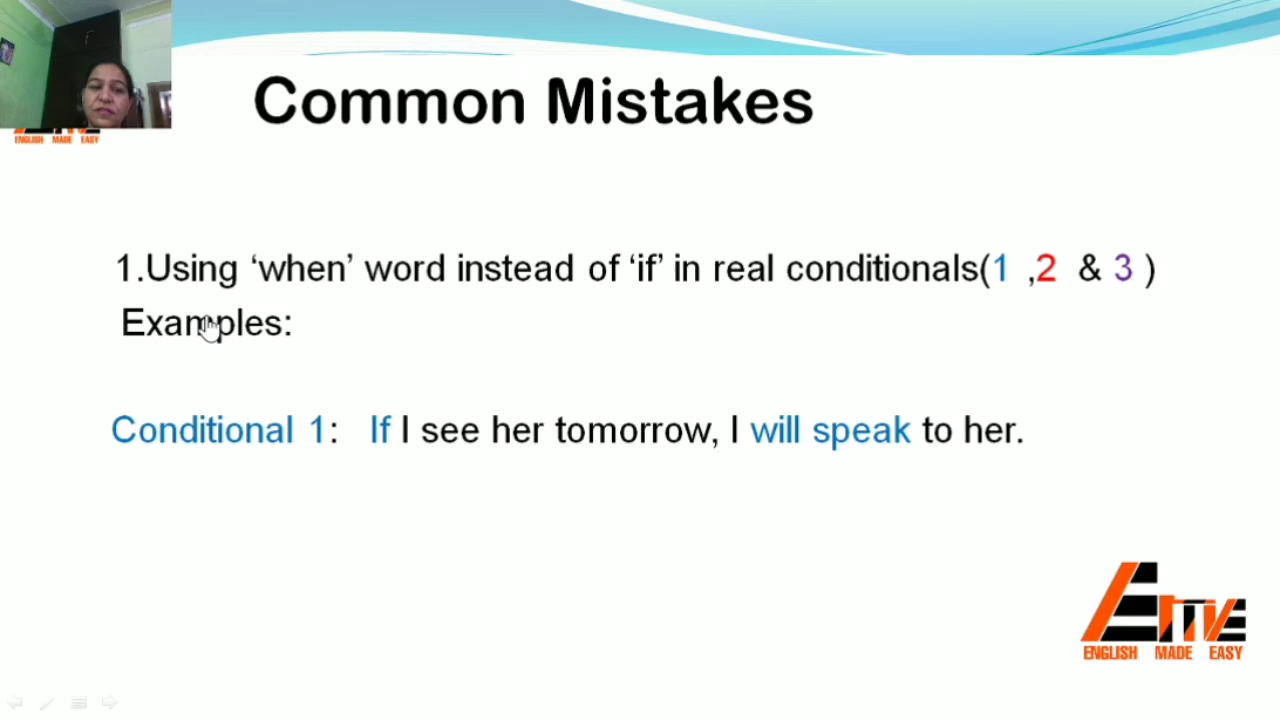 Common Mistakes
ENGLISH MADE EASY
1.Using ‘when’ word instead of ‘if’ in real conditionals(1 ,2 & 3 )
Examples:
Conditional 1: If I see her tomorrow, I will speak to her.
EME
ENGLISH MADE EASY